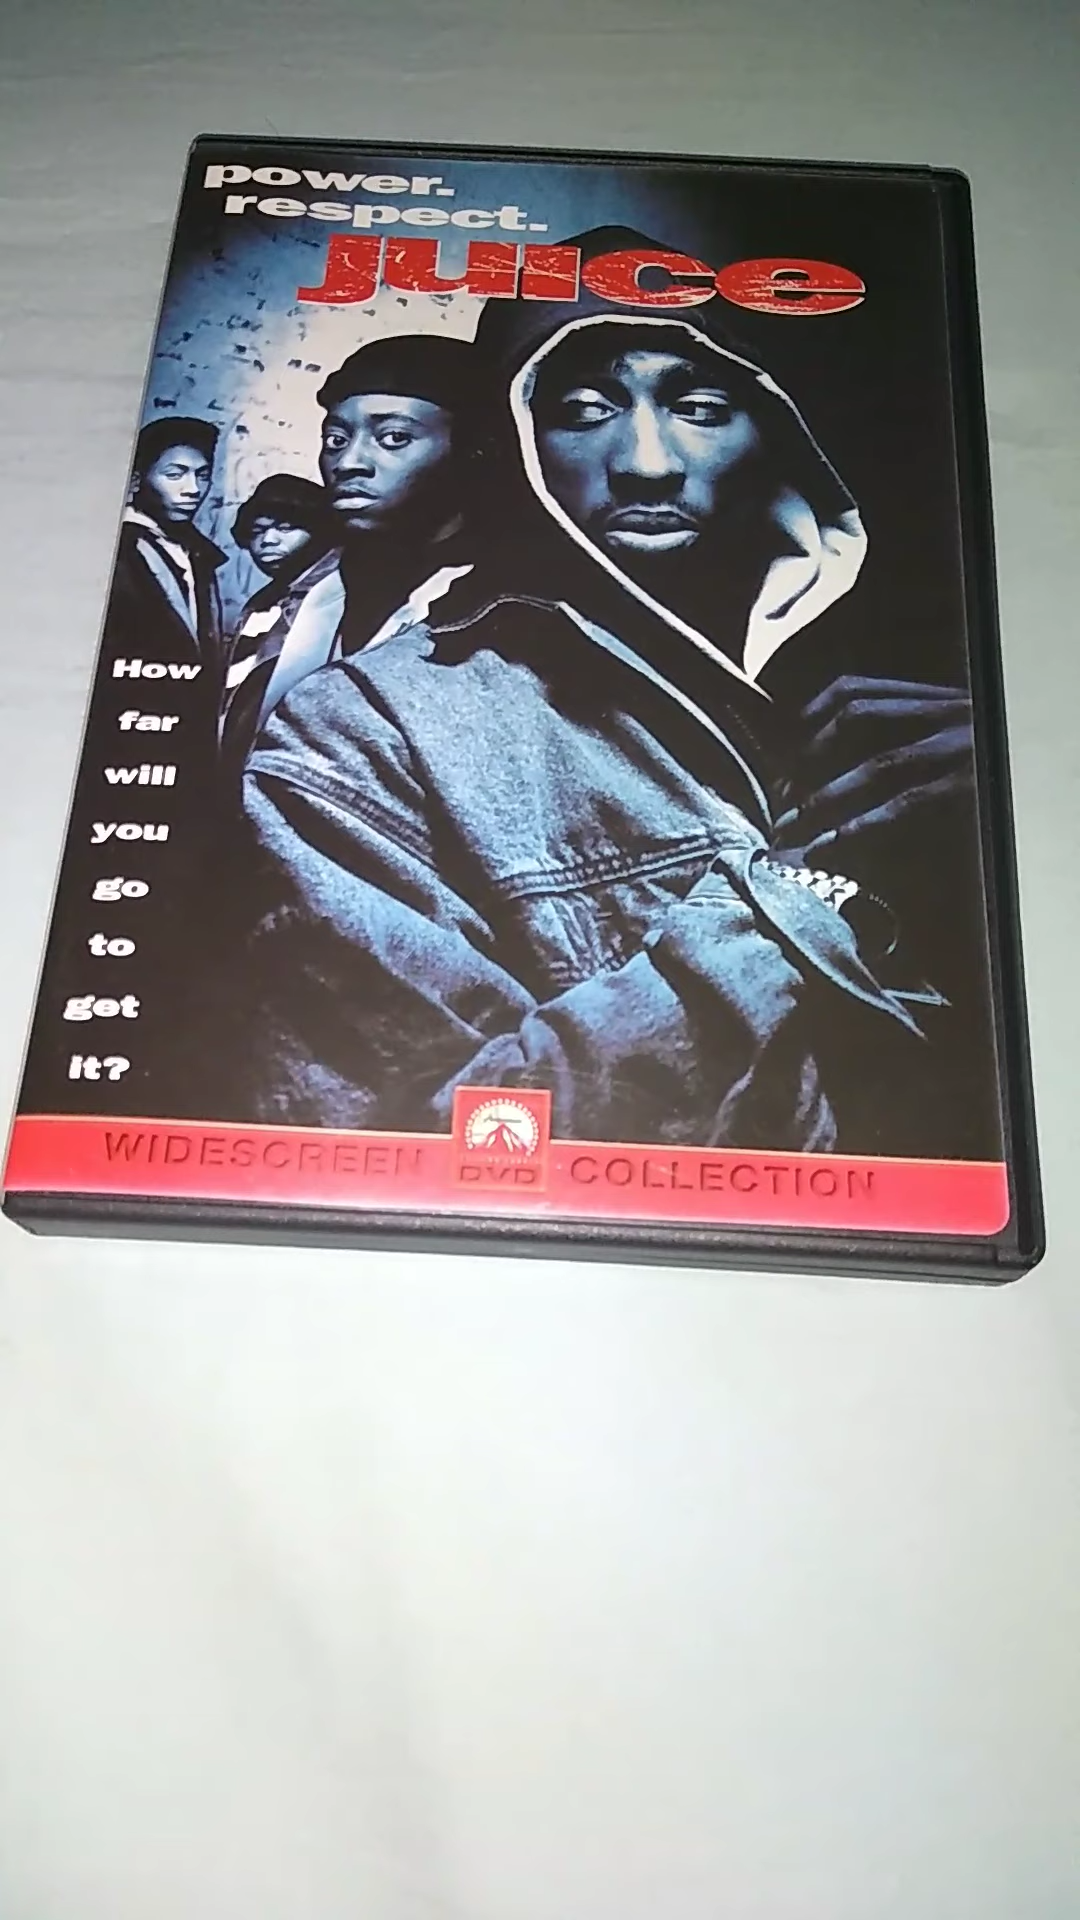 power.
respect.
juice
How
far
will
you
go
to
get
it?
WIDESCREEN DVD COLLECTION